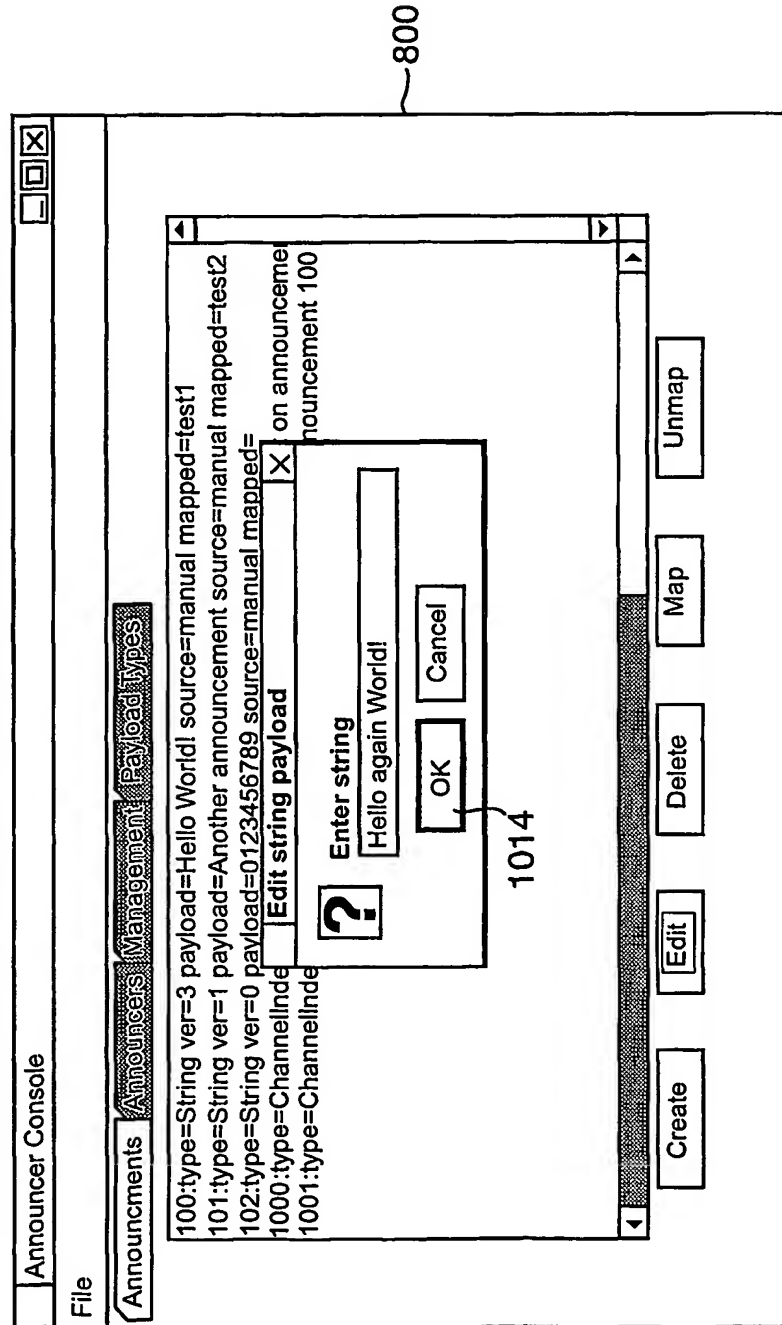 Announcer Console
File
Announcments Announcers Management Payload Types
100:type=String ver=3 payload=Hello World! source=manual mapped=test1
101:type=String ver=1 payload=Another announcement source=manual mapped=test2
102:type=String ver=0 payload=0123456789 source=manual mapped=
1000:type=ChannelInde on announcemen
1001:type=ChannelInde nouncement 100
Edit string payload
?
Enter string
Hello again World!
OK Cancel
1014
Create Edit Delete Map Unmap
800